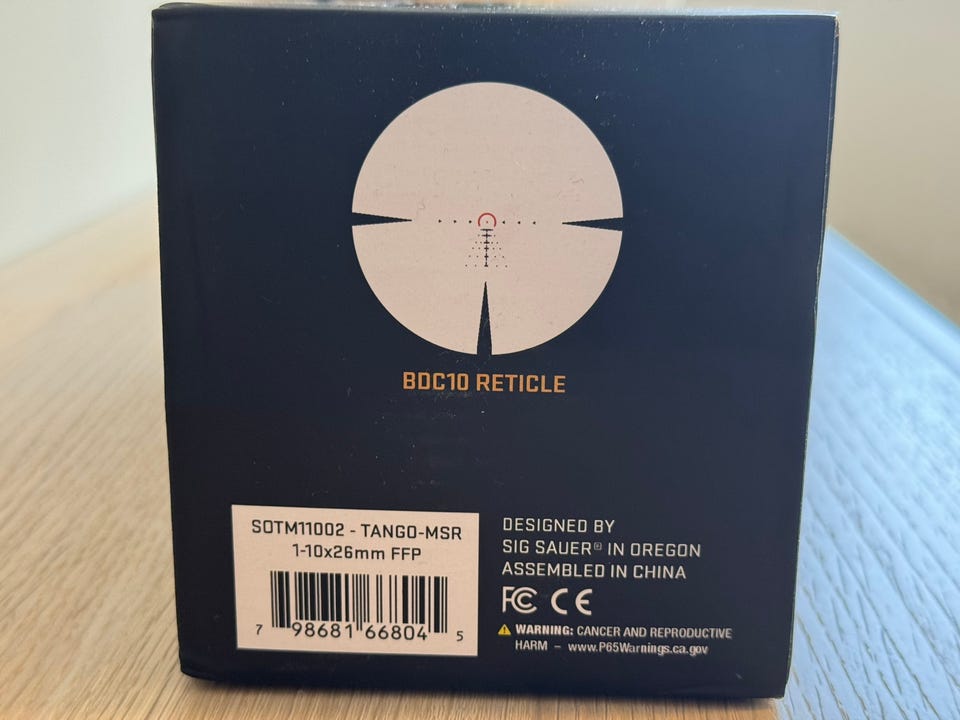 BDC10 RETICLE
SOTM11002 - TANGO-MSR
1-10x26mm FFP
7 98681 66804 5
DESIGNED BY
SIG SAUER® IN OREGON
ASSEMBLED IN CHINA
FC CE
WARNING: CANCER AND REPRODUCTIVE
HARM – www.P65Warnings.ca.gov